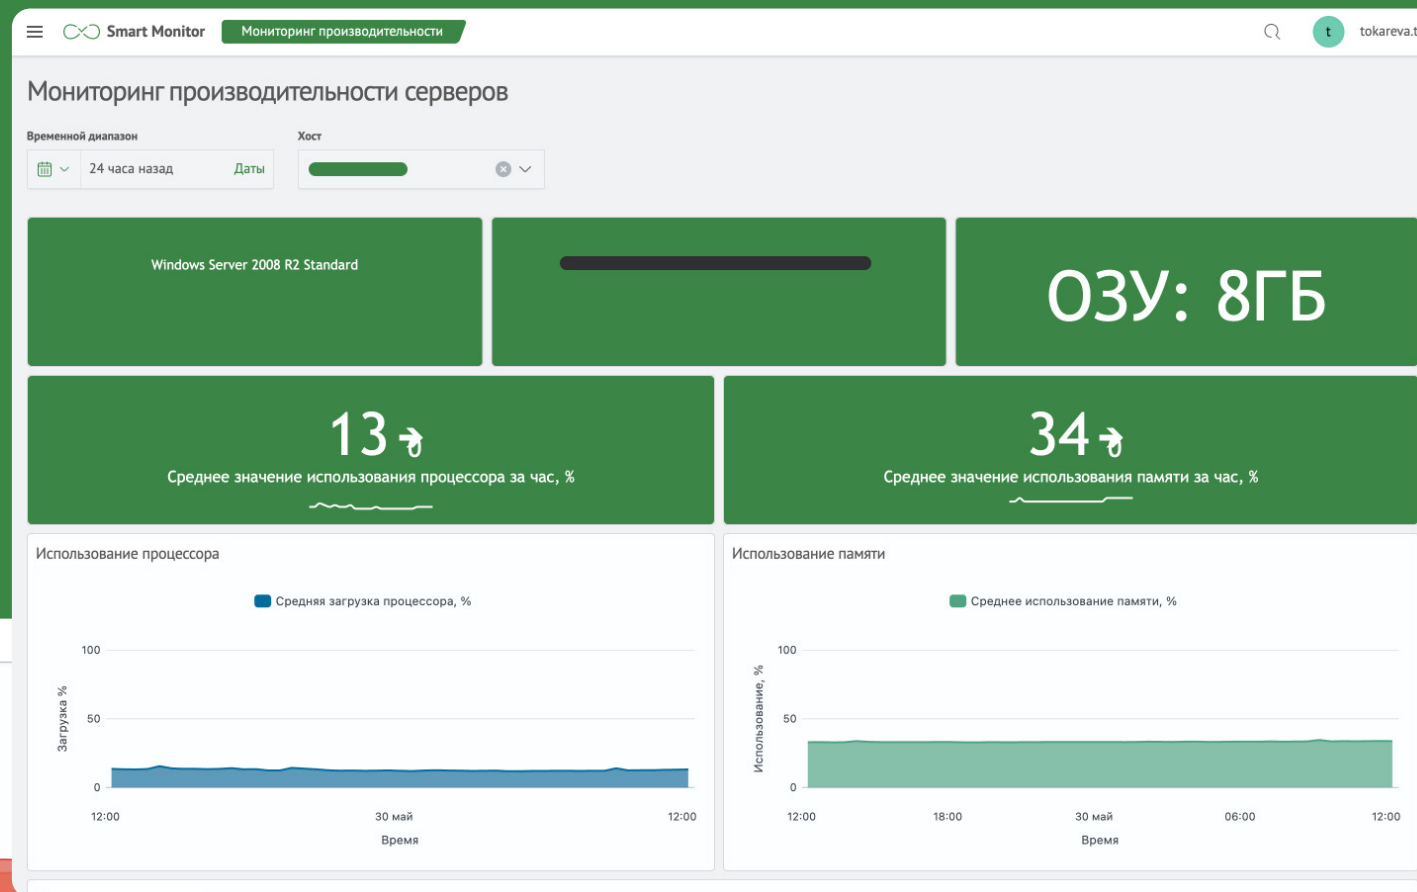 Smart Monitor
Мониторинг производительности
t
tokareva.t
Мониторинг производительности серверов
Временной диапазон
Хост
24 часа назад
Даты
Windows Server 2008 R2 Standard
ОЗУ: 8ГБ
13 → 0
Среднее значение использования процессора за час, %
34 → 0
Среднее значение использования памяти за час, %
Использование процессора
Средняя загрузка процессора, %
100
50
0
Загрузка %
12:00
30 май
12:00
Время
Использование памяти
Среднее использование памяти, %
100
50
0
Использование, %
12:00
18:00
30 май
06:00
12:00
Время